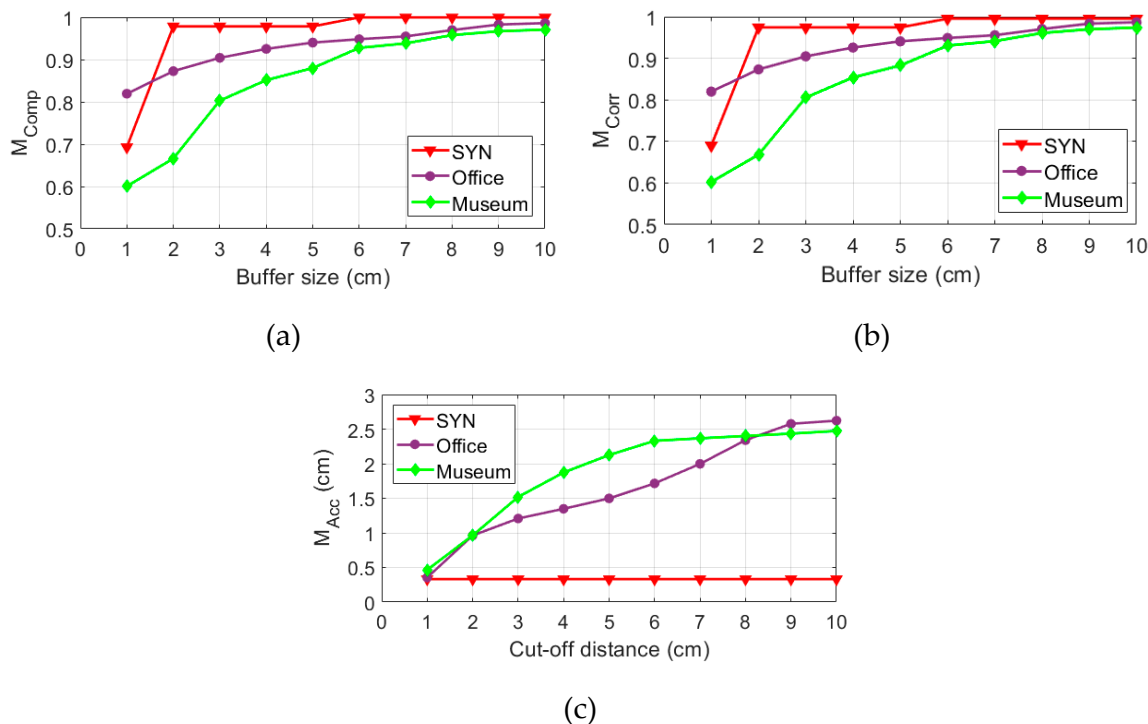 1
0.9
0.8
0.7
0.6
0.5
M_Comp
SYN
Office
Museum
0 1 2 3 4 5 6 7 8 9 10
Buffer size (cm)
(a)
1
0.9
0.8
0.7
0.6
0.5
M_Corr
SYN
Office
Museum
0 1 2 3 4 5 6 7 8 9 10
Buffer size (cm)
(b)
3
2.5
2
1.5
1
0.5
0
M_Acc (cm)
SYN
Office
Museum
0 1 2 3 4 5 6 7 8 9 10
Cut-off distance (cm)
(c)